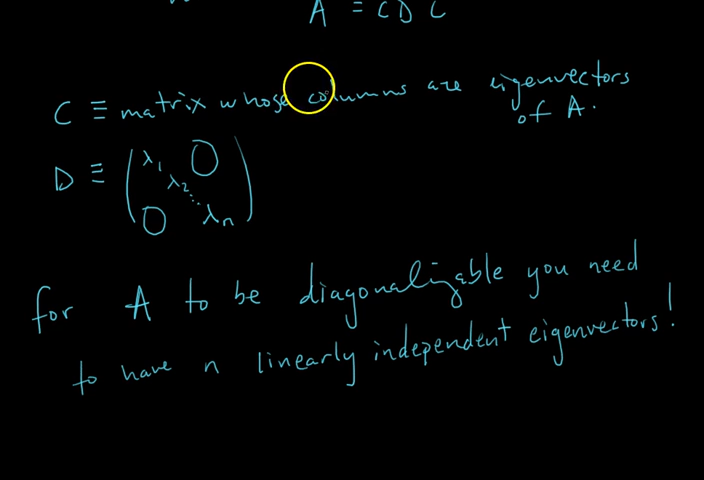 A = C D C
C ≡ matrix whose columns are eigenvectors
of A.
D ≡ ( λ₁ 0
λ₂ ⋱
0 λₙ )
for A to be diagonalizable you need
to have n linearly independent eigenvectors!